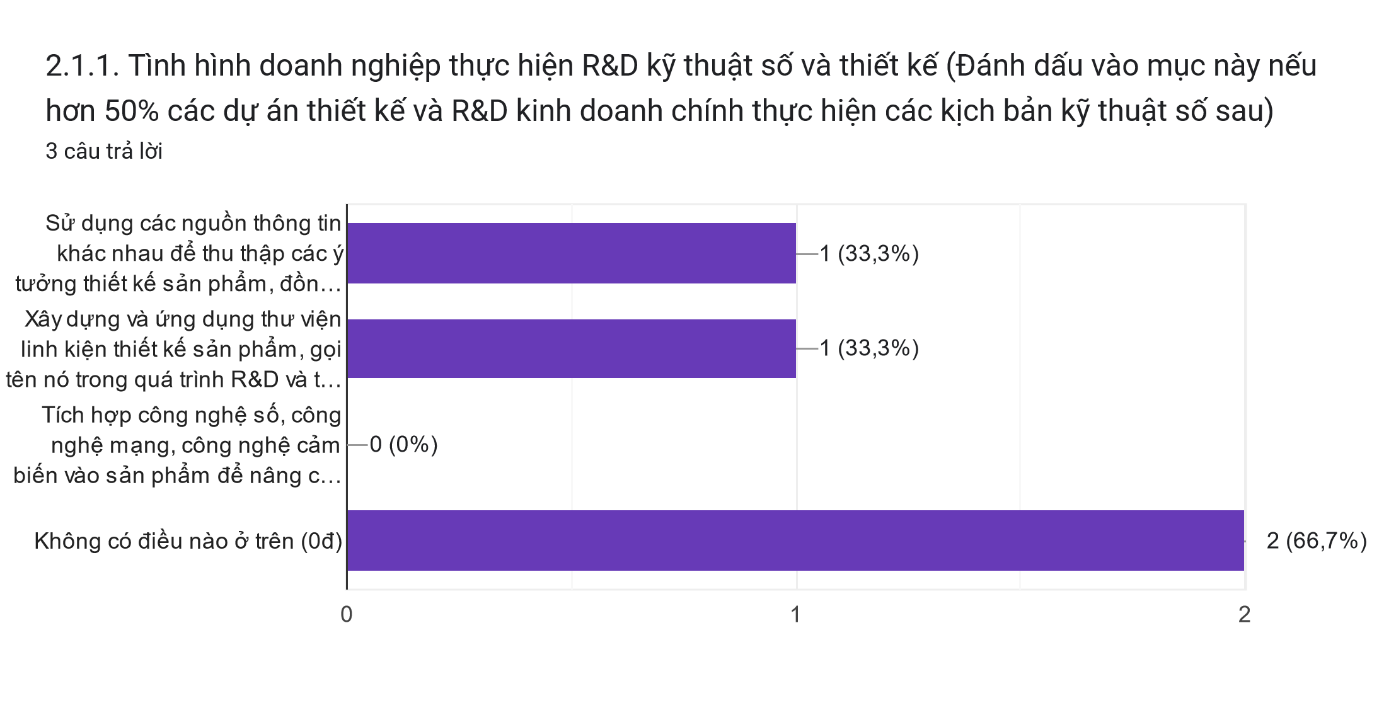 2.1.1. Tình hình doanh nghiệp thực hiện R&D kỹ thuật số và thiết kế (Đánh dấu vào mục này nếu
hơn 50% các dự án thiết kế và R&D kinh doanh chính thực hiện các kịch bản kỹ thuật số sau)
3 câu trả lời
Sử dụng các nguồn thông tin
khác nhau để thu thập các ý
tưởng thiết kế sản phẩm, đồn…
1 (33,3%)
Xây dựng và ứng dụng thư viện
linh kiện thiết kế sản phẩm, gọi
tên nó trong quá trình R&D và t…
1 (33,3%)
Tích hợp công nghệ số, công
nghệ mạng, công nghệ cảm
biến vào sản phẩm để nâng c…
0 (0%)
Không có điều nào ở trên (0đ)
2 (66,7%)
0 1 2